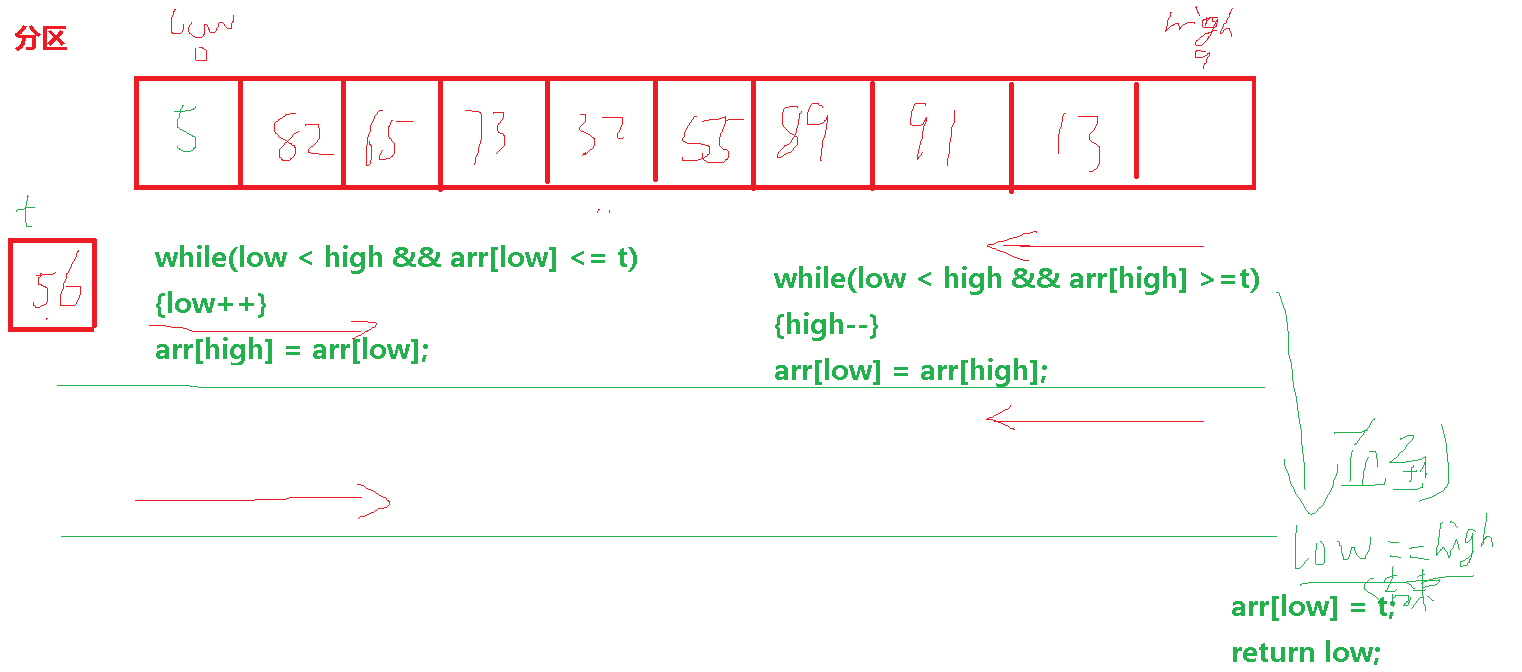 分区
low
0
high
9
5 82 65 73 37 55 89 91 13
t
56
while(low < high && arr[low] <= t)
{low++}
arr[high] = arr[low];
while(low < high && arr[high] >=t)
{high--}
arr[low] = arr[high];
low == high
结束
arr[low] = t;
return low;